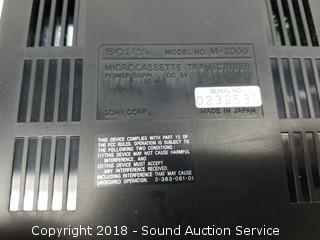 SONY MODEL NO. M-2000
MICROCASSETTE TRANSCRIBER
POWER SUPPLY: DC 9V
SERIAL NO.
SONY CORP. MADE IN JAPAN
THIS DEVICE COMPLIES WITH PART 15 OF
THE FCC RULES. OPERATION IS SUBJECT TO
THE FOLLOWING TWO CONDITIONS:
(1)THIS DEVICE MAY NOT CAUSE HARMFUL
INTERFERENCE, AND
(2)THIS DEVICE MUST ACCEPT
ANY INTERFERENCE RECEIVED,
INCLUDING INTERFERENCE THAT MAY CAUSE
UNDESIRED OPERATION. 3-383-081-01
Copyright 2018 - Sound Auction Service